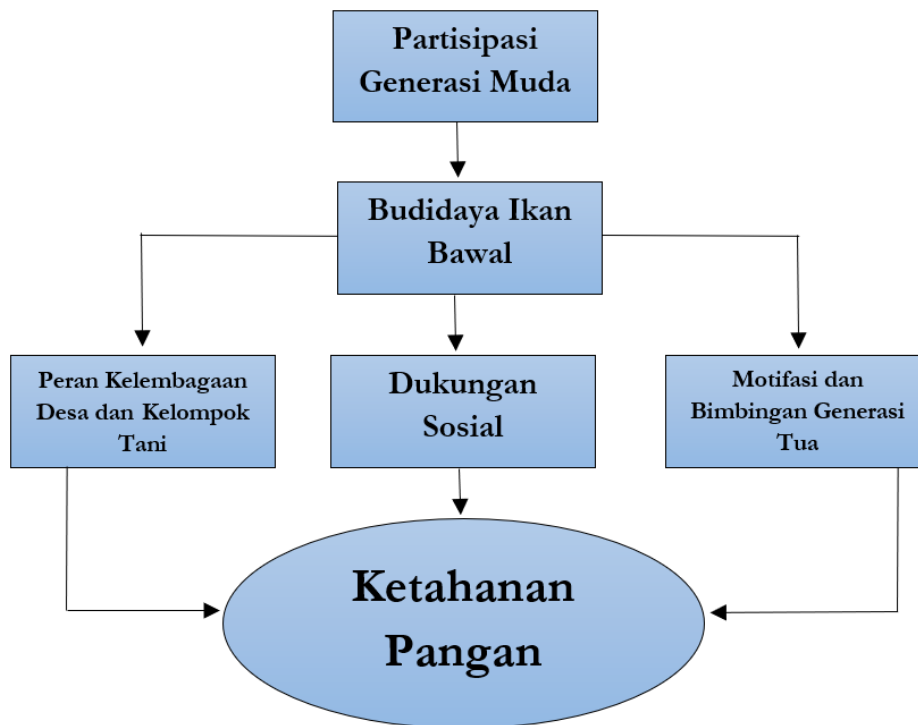 Partisipasi
Generasi Muda
Budidaya Ikan
Bawal
Peran Kelembagaan
Desa dan Kelompok
Tani
Dukungan
Sosial
Motifasi dan
Bimbingan Generasi
Tua
Ketahanan
Pangan